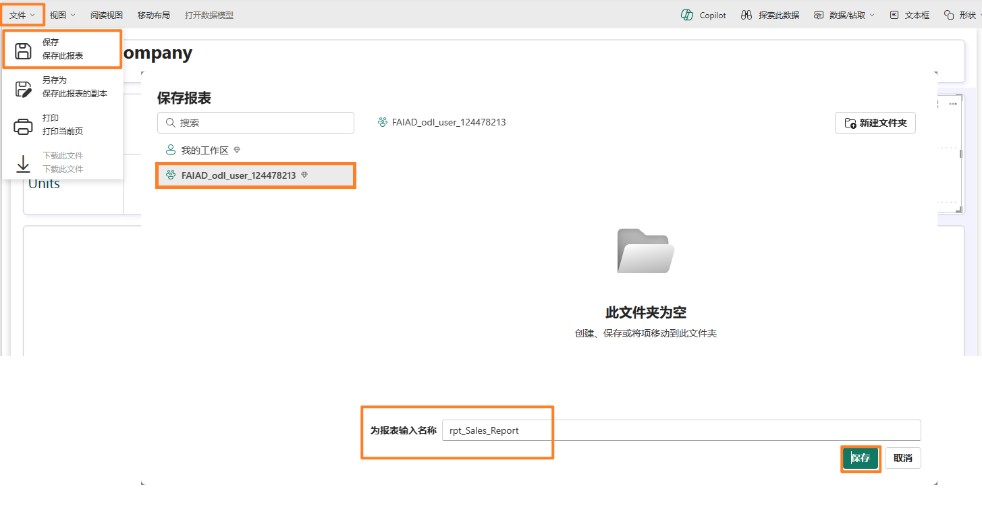 文件 视图 阅读视图 移动布局 打开数据模型 Copilot 探索此数据 数据/钻取 文本框 形状
保存
保存此报表
另存为
保存此报表的副本
打印
打印当前页
下载此文件
下载此文件
ompany
Units
保存报表
搜索
FAIAD_odl_user_124478213
新建文件夹
我的工作区
FAIAD_odl_user_124478213
此文件夹为空
创建、保存或将项移动到此文件夹
为报表输入名称 rpt_Sales_Report
保存 取消